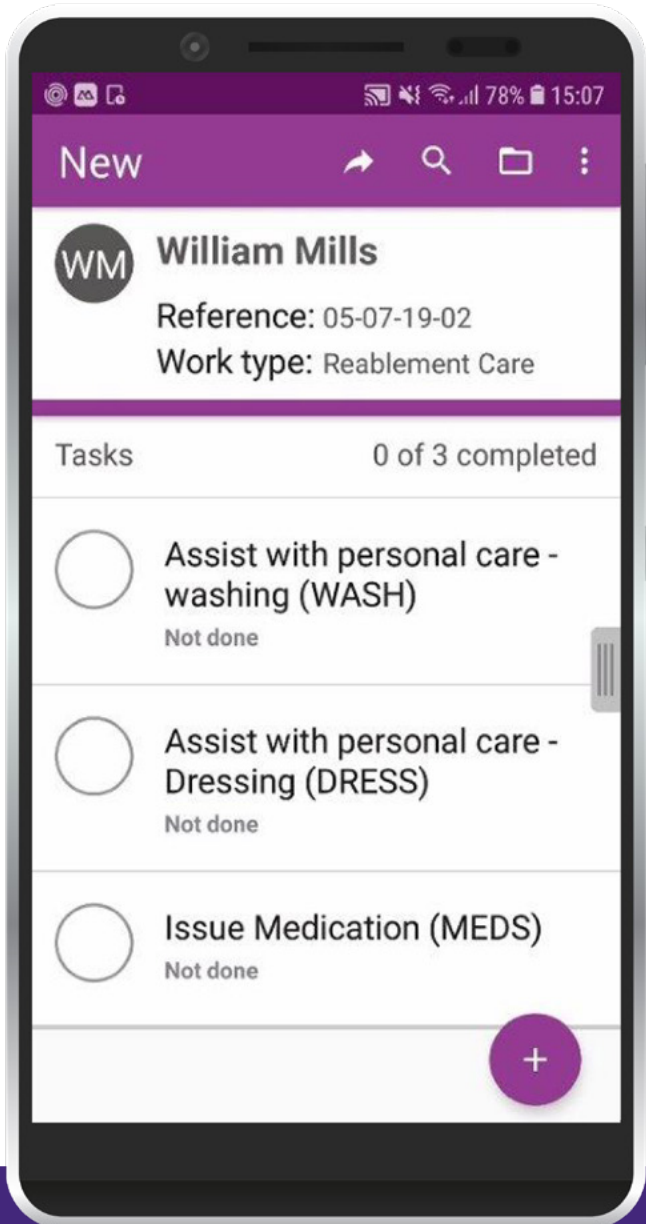 78% 15:07
New
WM
William Mills
Reference: 05-07-19-02
Work type: Reablement Care
Tasks 0 of 3 completed
Assist with personal care -
washing (WASH)
Not done
Assist with personal care -
Dressing (DRESS)
Not done
Issue Medication (MEDS)
Not done
+